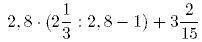 2,8 · (2 1/3 : 2,8 − 1) + 3 2/15